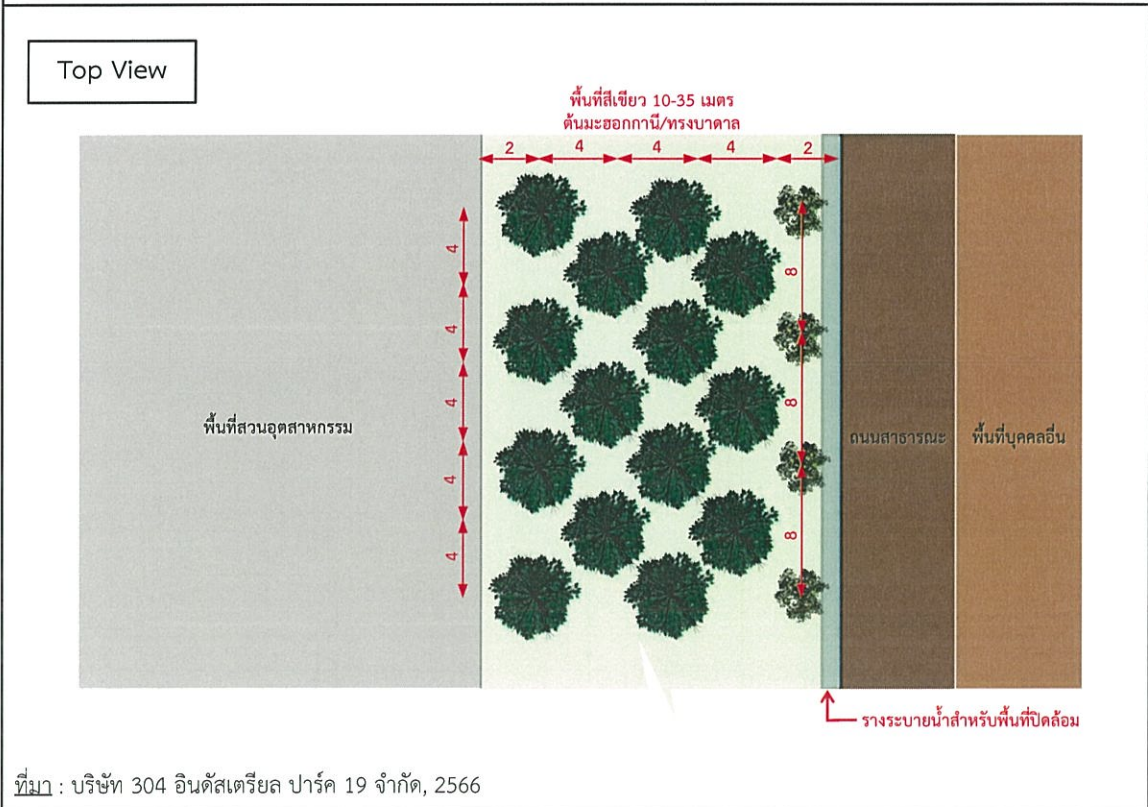 Top View
พื้นที่สีเขียว 10-35 เมตร
ต้นมะฮอกกานี/ทรงบาดาล
2 4 4 4 2
4
4
4
4
4
8
8
8
พื้นที่สวนอุตสาหกรรม
ถนนสาธารณะ
พื้นที่บุคคลอื่น
รางระบายน้ำสำหรับพื้นที่ปิดล้อม
ที่มา : บริษัท 304 อินดัสเตรียล ปาร์ค 19 จำกัด, 2566